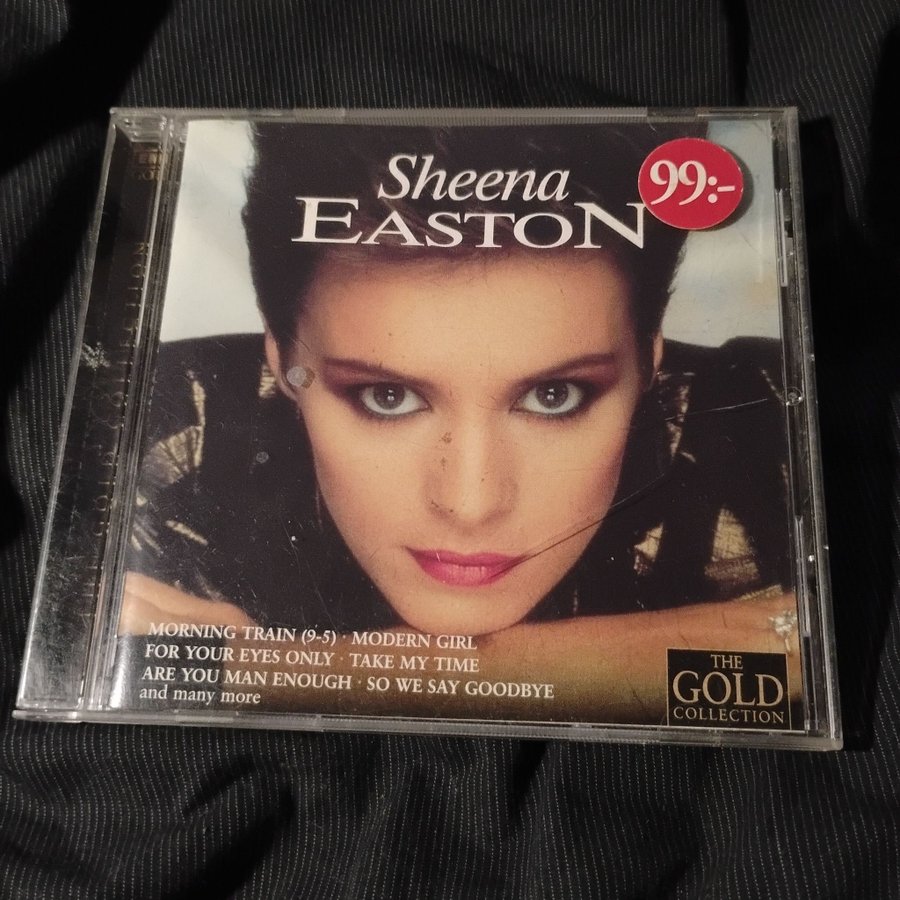 Sheena
EASTON
99:-
MORNING TRAIN (9-5) · MODERN GIRL
FOR YOUR EYES ONLY · TAKE MY TIME
ARE YOU MAN ENOUGH · SO WE SAY GOODBYE
and many more
THE
GOLD
COLLECTION